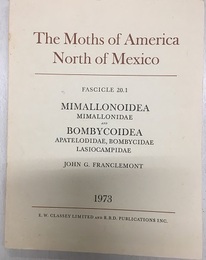 The Moths of America
North of Mexico
FASCICLE 20.1
MIMALLONOIDEA
MIMALLONIDAE
AND
BOMBYCOIDEA
APATELODIDAE, BOMBYCIDAE
LASIOCAMPIDAE
JOHN G. FRANCLEMONT
1973
E. W. CLASSEY LIMITED AND R.B.D. PUBLICATIONS INC.